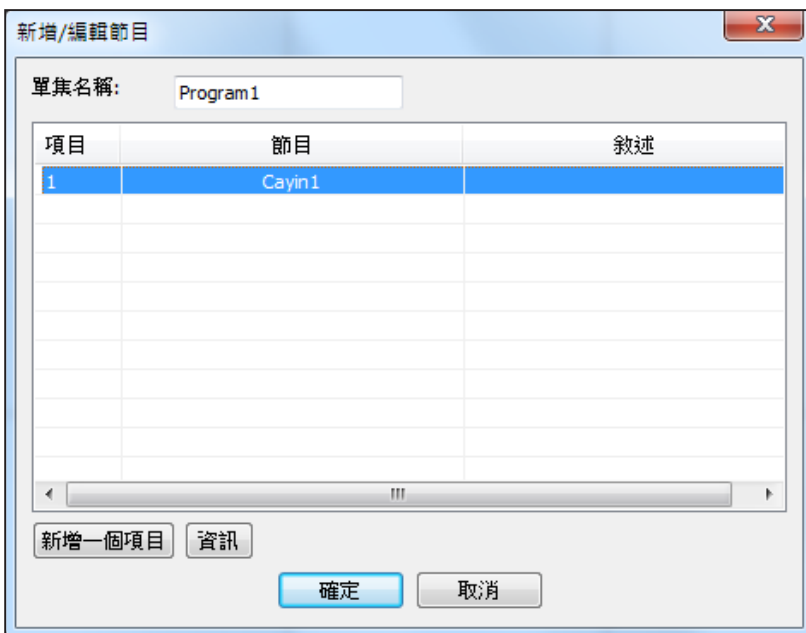 新增/編輯節目
單集名稱: Program1
項目 節目 敘述
1 Cayin1
新增一個項目 資訊
確定 取消